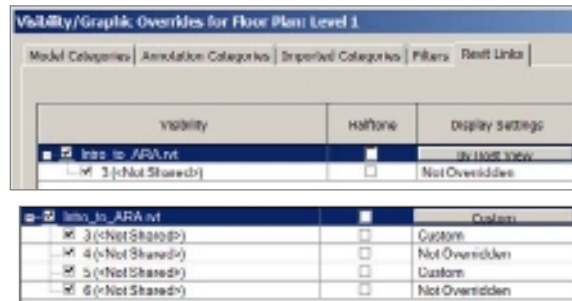 Visibility/Graphic Overrides for Floor Plan: Level 1
Model Categories Annotation Categories Imported Categories Filters Revit Links
Visibility Halftone Display Settings
Intro_to_ARA.rvt By Host View
3 (<Not Shared>) Not Overridden
Intro_to_ARA.rvt Custom
3 (<Not Shared>) Custom
4 (<Not Shared>) Not Overridden
5 (<Not Shared>) Custom
6 (<Not Shared>) Not Overridden